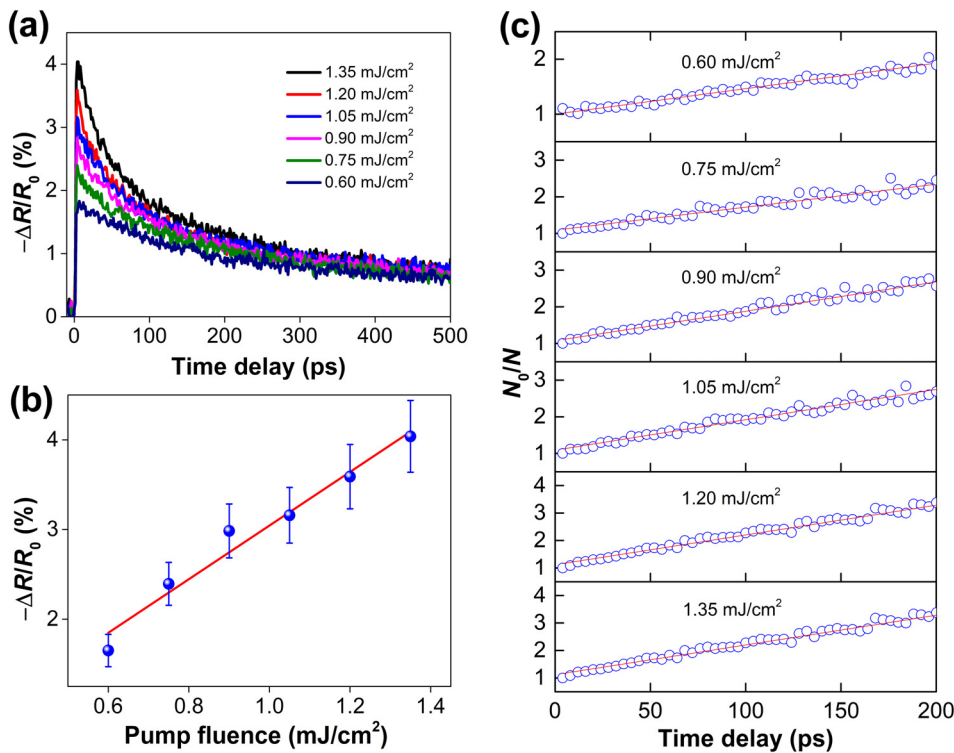 (a)
−ΔR/R₀ (%)
4
3
2
1
0
1.35 mJ/cm²
1.20 mJ/cm²
1.05 mJ/cm²
0.90 mJ/cm²
0.75 mJ/cm²
0.60 mJ/cm²
0 100 200 300 400 500
Time delay (ps)
(b)
−ΔR/R₀ (%)
4
3
2
0.6 0.8 1.0 1.2 1.4
Pump fluence (mJ/cm²)
(c)
N₀/N
2
1
0.60 mJ/cm²
3
2
1
0.75 mJ/cm²
3
2
1
0.90 mJ/cm²
3
2
1
1.05 mJ/cm²
4
3
2
1
1.20 mJ/cm²
4
3
2
1
1.35 mJ/cm²
0 50 100 150 200
Time delay (ps)